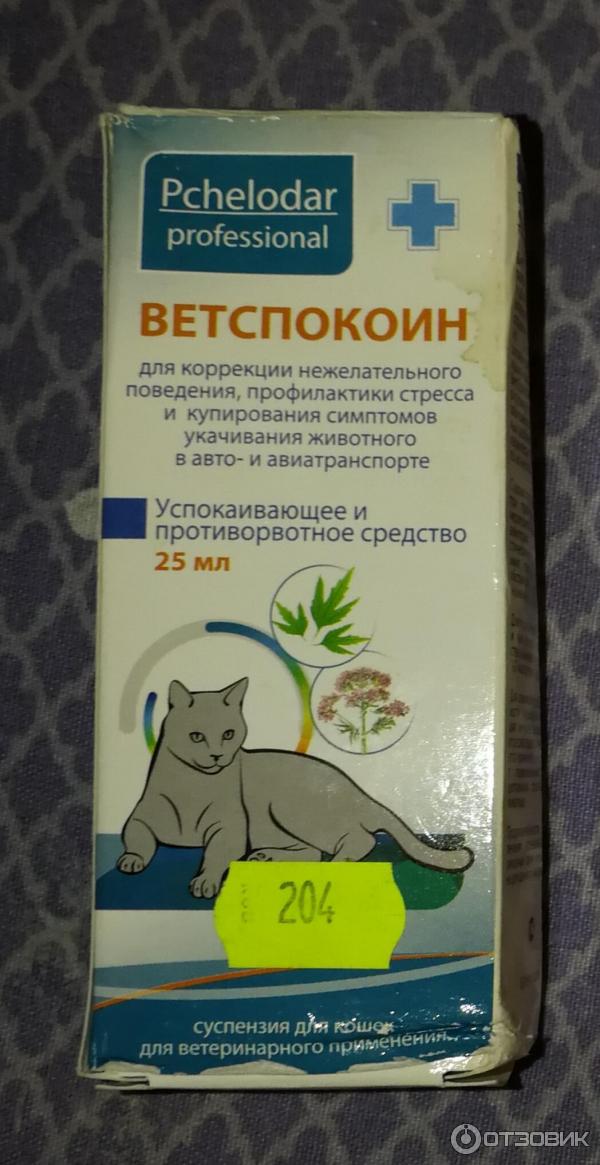 Pchelodar
professional
ВЕТСПОКОИН
для коррекции нежелательного
поведения, профилактики стресса
и купирования симптомов
укачивания животного
в авто- и авиатранспорте
Успокаивающее и
противорвотное средство
25 мл
204
суспензия для кошек
для ветеринарного применения
ОТЗОВИК